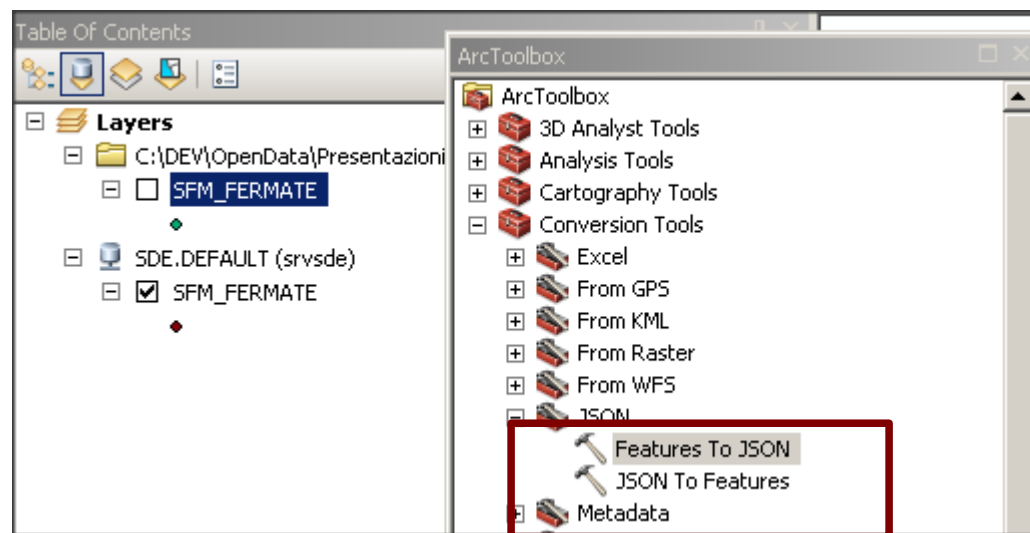 Table Of Contents
Layers
C:\DEV\OpenData\Presentazioni
SFM_FERMATE
SDE.DEFAULT (srvsde)
SFM_FERMATE
ArcToolbox
ArcToolbox
3D Analyst Tools
Analysis Tools
Cartography Tools
Conversion Tools
Excel
From GPS
From KML
From Raster
From WFS
JSON
Features To JSON
JSON To Features
Metadata